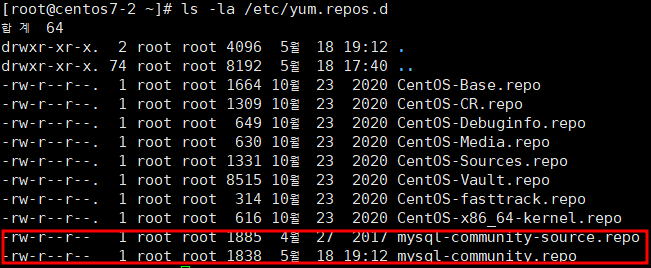 [root@centos7-2 ~]# ls -la /etc/yum.repos.d
합계 64
drwxr-xr-x. 2 root root 4096 5월 18 19:12 .
drwxr-xr-x. 74 root root 8192 5월 18 17:40 ..
-rw-r--r--. 1 root root 1664 10월 23 2020 CentOS-Base.repo
-rw-r--r--. 1 root root 1309 10월 23 2020 CentOS-CR.repo
-rw-r--r--. 1 root root 649 10월 23 2020 CentOS-Debuginfo.repo
-rw-r--r--. 1 root root 630 10월 23 2020 CentOS-Media.repo
-rw-r--r--. 1 root root 1331 10월 23 2020 CentOS-Sources.repo
-rw-r--r--. 1 root root 8515 10월 23 2020 CentOS-Vault.repo
-rw-r--r--. 1 root root 314 10월 23 2020 CentOS-fasttrack.repo
-rw-r--r--. 1 root root 616 10월 23 2020 CentOS-x86_64-kernel.repo
-rw-r--r-- 1 root root 1885 4월 27 2017 mysql-community-source.repo
-rw-r--r-- 1 root root 1838 5월 18 19:12 mysql-community.repo